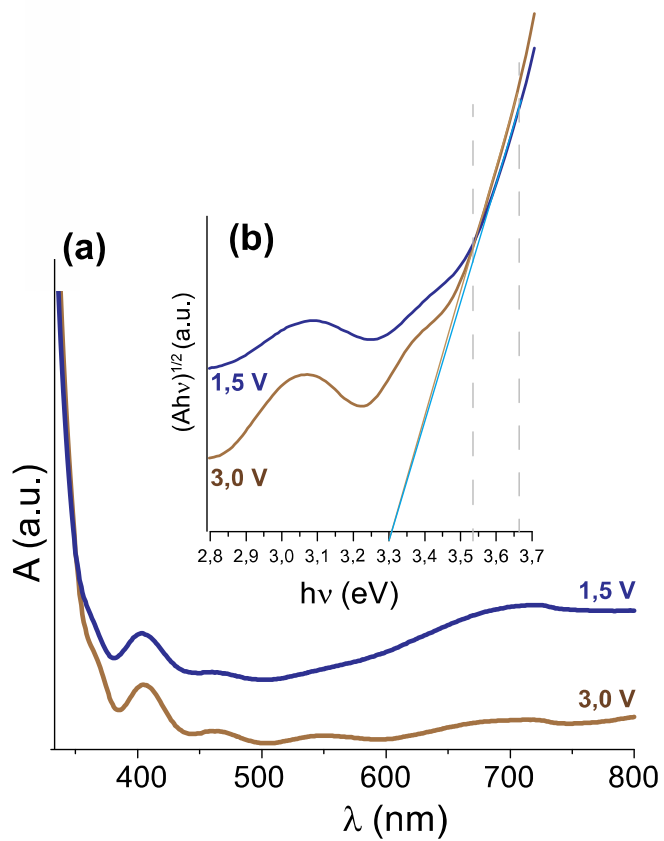 (a)
(b)
(Ahν)1/2 (a.u.)
1,5 V
3,0 V
2,8 2,9 3,0 3,1 3,2 3,3 3,4 3,5 3,6 3,7
hν (eV)
A (a.u.)
1,5 V
3,0 V
400 500 600 700 800
λ (nm)